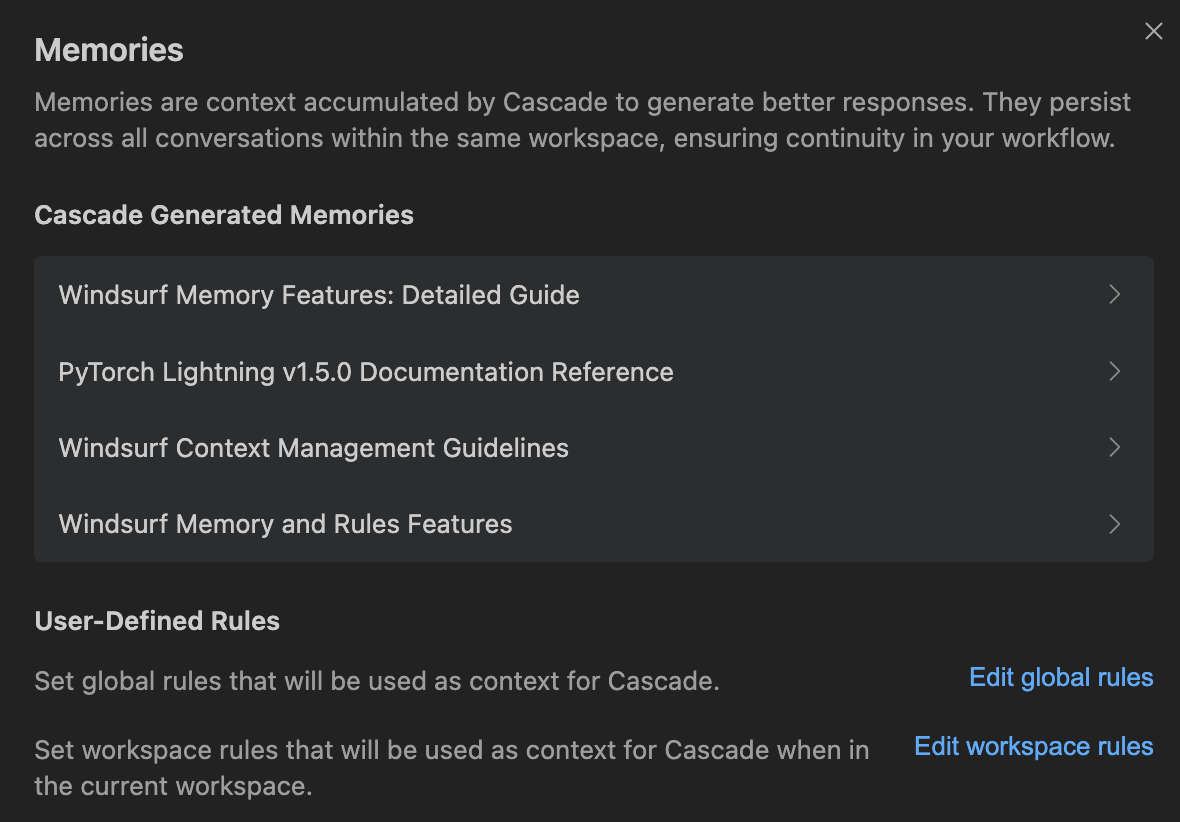 Memories
Memories are context accumulated by Cascade to generate better responses. They persist
across all conversations within the same workspace, ensuring continuity in your workflow.
Cascade Generated Memories
Windsurf Memory Features: Detailed Guide
PyTorch Lightning v1.5.0 Documentation Reference
Windsurf Context Management Guidelines
Windsurf Memory and Rules Features
User-Defined Rules
Set global rules that will be used as context for Cascade.
Edit global rules
Set workspace rules that will be used as context for Cascade when in
the current workspace.
Edit workspace rules